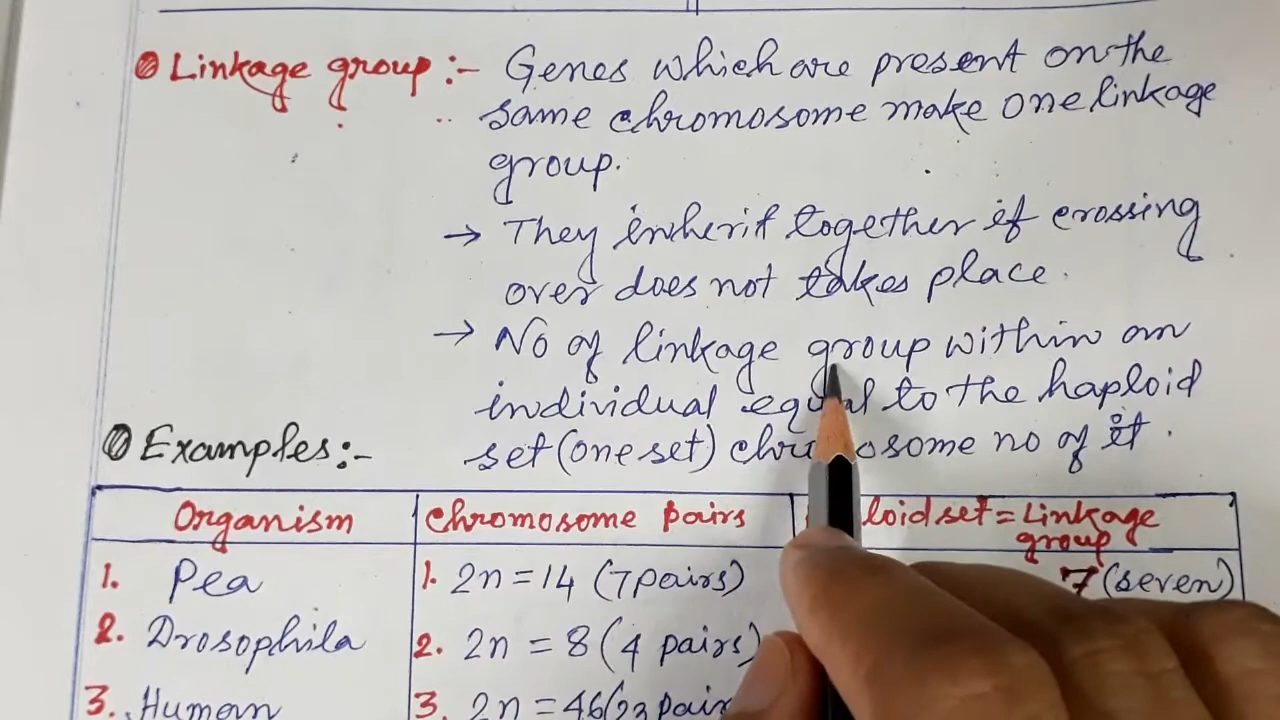 Linkage group :- Genes which are present on the
same chromosome make one linkage
group.
→ They inherit together if crossing
over does not takes place.
→ No of linkage group within an
individual equal to the haploid
set (one set) chromosome no of it.
Examples:-
Organism Chromosome pairs loid set = Linkage group
1. Pea 1. 2n = 14 (7 pairs) 7 (seven)
2. Drosophila 2. 2n = 8 (4 pairs)
3. Human 3. 2n = 46 (23 pair